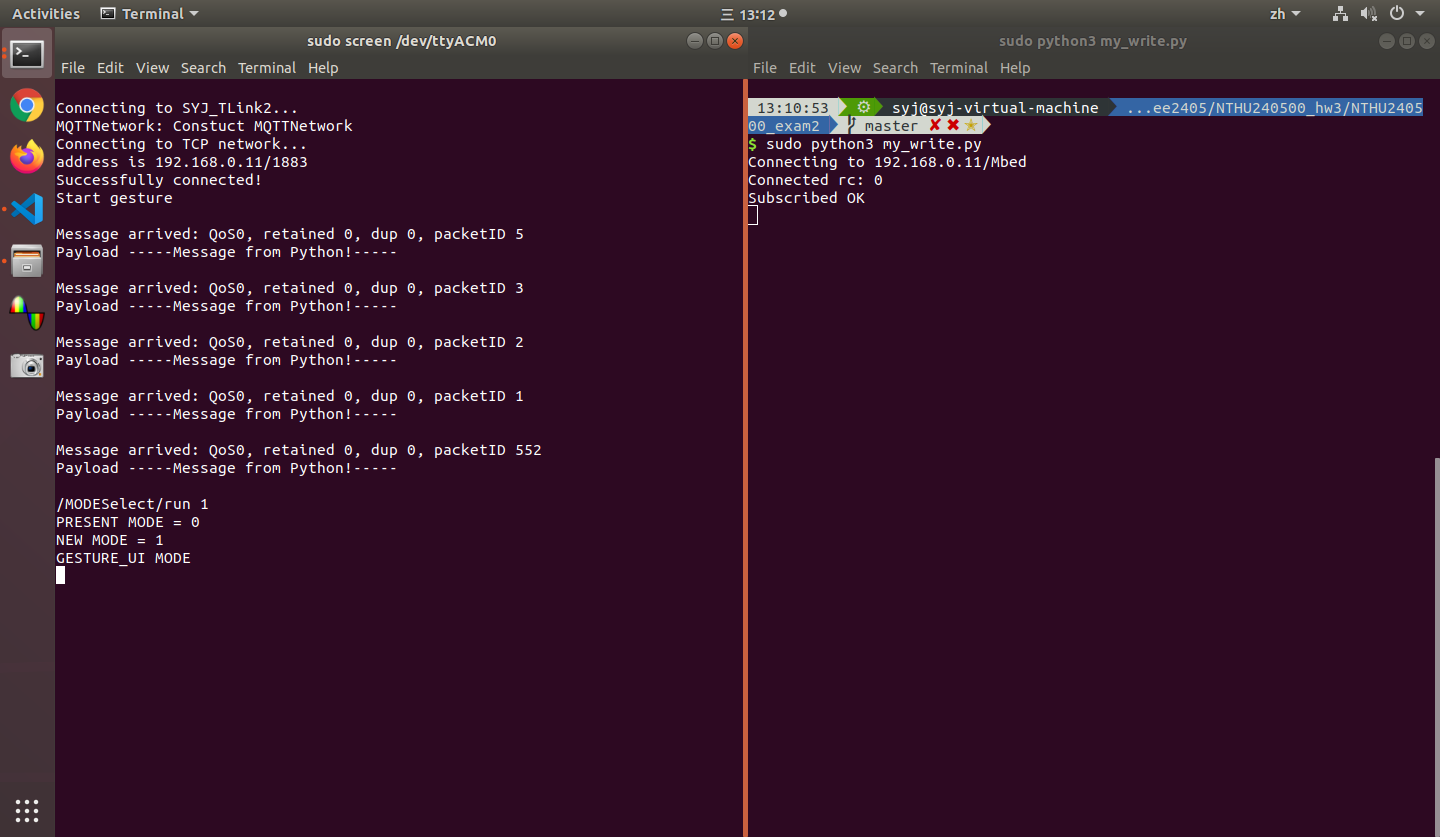 Activities Terminal 三 13:12 zh
sudo screen /dev/ttyACM0
File Edit View Search Terminal Help
Connecting to SYJ_TLink2...
MQTTNetwork: Constuct MQTTNetwork
Connecting to TCP network...
address is 192.168.0.11/1883
Successfully connected!
Start gesture
Message arrived: QoS0, retained 0, dup 0, packetID 5
Payload -----Message from Python!-----
Message arrived: QoS0, retained 0, dup 0, packetID 3
Payload -----Message from Python!-----
Message arrived: QoS0, retained 0, dup 0, packetID 2
Payload -----Message from Python!-----
Message arrived: QoS0, retained 0, dup 0, packetID 1
Payload -----Message from Python!-----
Message arrived: QoS0, retained 0, dup 0, packetID 552
Payload -----Message from Python!-----
/MODESelect/run 1
PRESENT MODE = 0
NEW MODE = 1
GESTURE_UI MODE
sudo python3 my_write.py
File Edit View Search Terminal Help
13:10:53 ⚙ syj@syj-virtual-machine ...ee2405/NTHU240500_hw3/NTHU2405
00_exam2 master ✘ ✖ ★
$ sudo python3 my_write.py
Connecting to 192.168.0.11/Mbed
Connected rc: 0
Subscribed OK